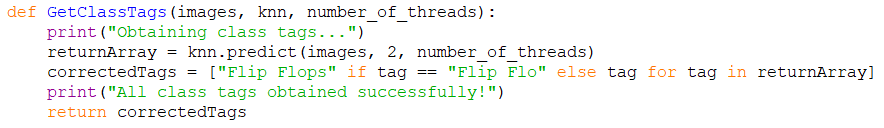 def GetClassTags(images, knn, number_of_threads):
    print("Obtaining class tags...")
    returnArray = knn.predict(images, 2, number_of_threads)
    correctedTags = ["Flip Flops" if tag == "Flip Flo" else tag for tag in returnArray]
    print("All class tags obtained successfully!")
    return correctedTags